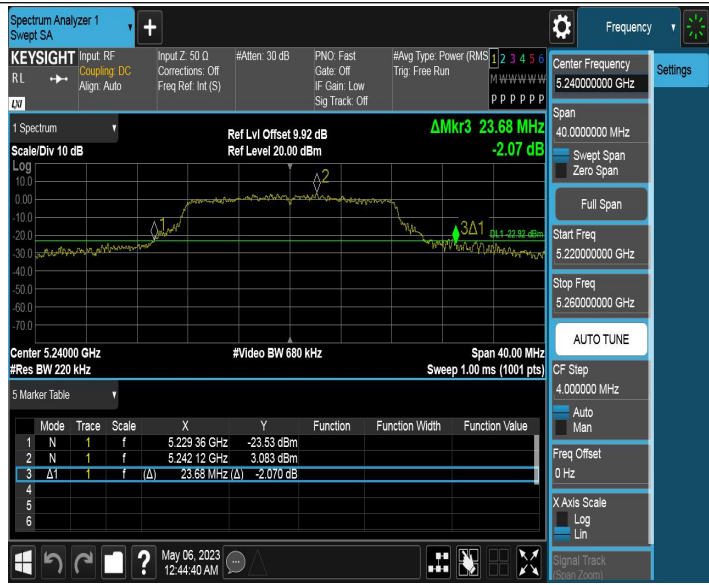 Spectrum Analyzer 1
Swept SA
Frequency
KEYSIGHT Input: RF Input Z: 50 Ω #Atten: 30 dB PNO: Fast #Avg Type: Power (RMS 1 2 3 4 5 6
RL Coupling: DC Corrections: Off Gate: Off Trig: Free Run
Align: Auto Freq Ref: Int (S) IF Gain: Low M W W W W W
Sig Track: Off P P P P P P
LXI
1 Spectrum
Scale/Div 10 dB
Ref Lvl Offset 9.92 dB
Ref Level 20.00 dBm
ΔMkr3 23.68 MHz
-2.07 dB
Log
10.0
0.00
-10.0
-20.0
-30.0
-40.0
-50.0
-60.0
-70.0
1
2
3Δ1
DL1 -22.92 dBm
Center 5.24000 GHz #Video BW 680 kHz Span 40.00 MHz
#Res BW 220 kHz Sweep 1.00 ms (1001 pts)
5 Marker Table
Mode Trace Scale X Y Function Function Width Function Value
1 N 1 f 5.229 36 GHz -23.53 dBm
2 N 1 f 5.242 12 GHz 3.083 dBm
3 Δ1 1 f (Δ) 23.68 MHz (Δ) -2.070 dB
4
5
6
May 06, 2023
12:44:40 AM
?
Center Frequency
5.240000000 GHz
Span
40.0000000 MHz
Swept Span
Zero Span
Full Span
Start Freq
5.220000000 GHz
Stop Freq
5.260000000 GHz
AUTO TUNE
CF Step
4.000000 MHz
Auto
Man
Freq Offset
0 Hz
X Axis Scale
Log
Lin
Signal Track
(Span Zoom)
Settings